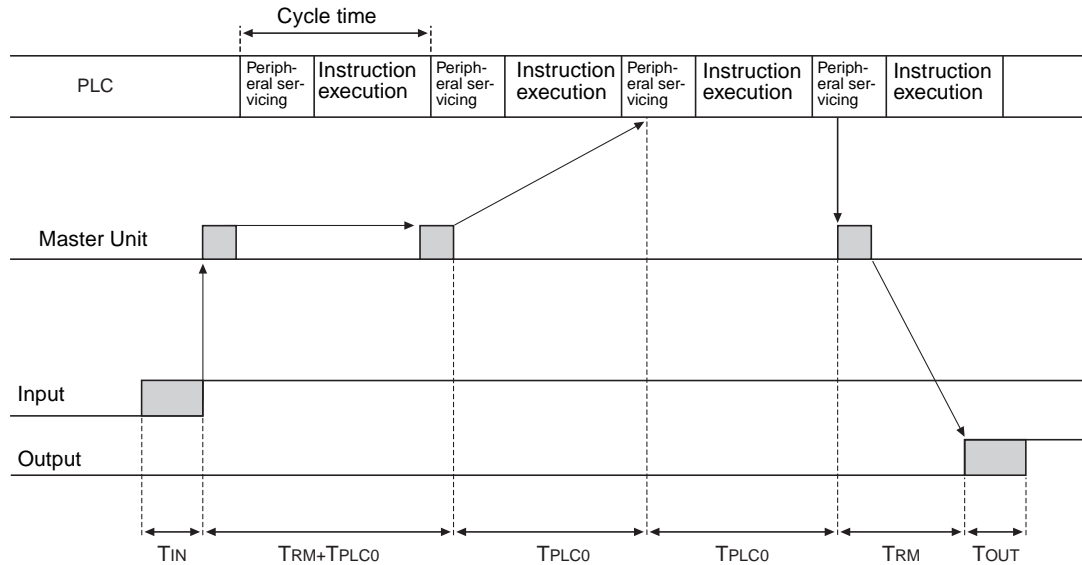 Cycle time
PLC
Periph-
eral ser-
vicing
Instruction
execution
Periph-
eral ser-
vicing
Instruction
execution
Periph-
eral ser-
vicing
Instruction
execution
Periph-
eral ser-
vicing
Instruction
execution
Master Unit
Input
Output
TIN
TRM+TPLC0
TPLC0
TPLC0
TRM
TOUT